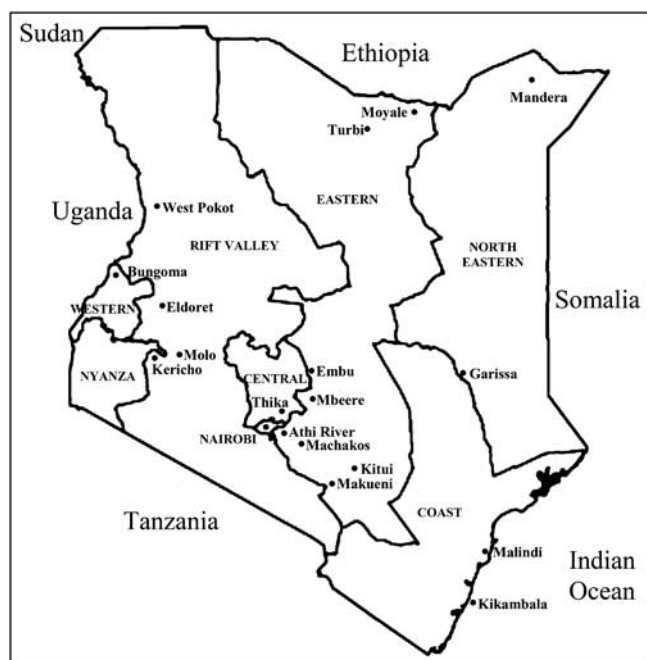 Sudan
Ethiopia
Mandera
Moyale
Turbi
West Pokot
EASTERN
Uganda
RIFT VALLEY
NORTH
EASTERN
Bungoma
Somalia
WESTERN
Eldoret
Molo
Kericho
NYANZA
CENTRAL
Embu
Garissa
Mbeere
Thika
NAIROBI
Athi River
Machakos
Kitui
Makueni
COAST
Tanzania
Malindi
Indian
Ocean
Kikambala